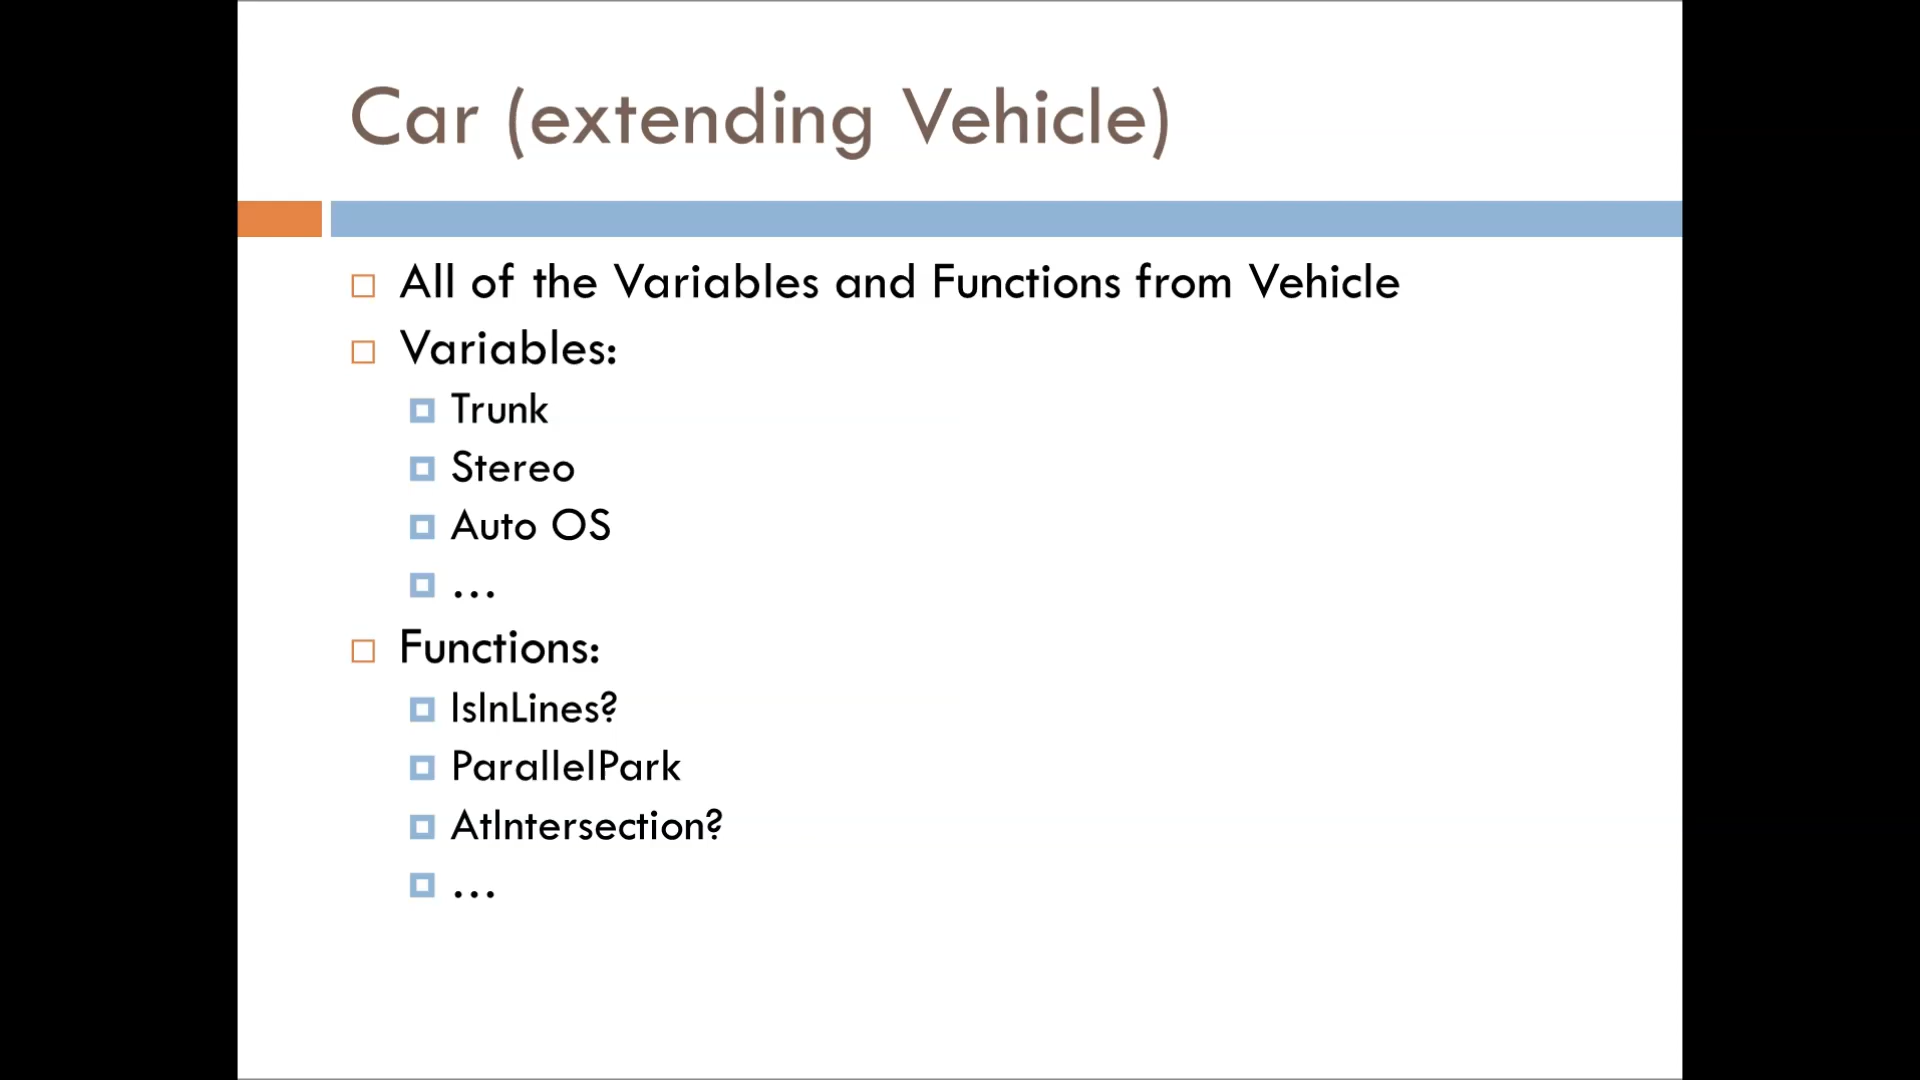 Car (extending Vehicle)
All of the Variables and Functions from Vehicle
Variables:
Trunk
Stereo
Auto OS
...
Functions:
IsInLines?
ParallelPark
AtIntersection?
...